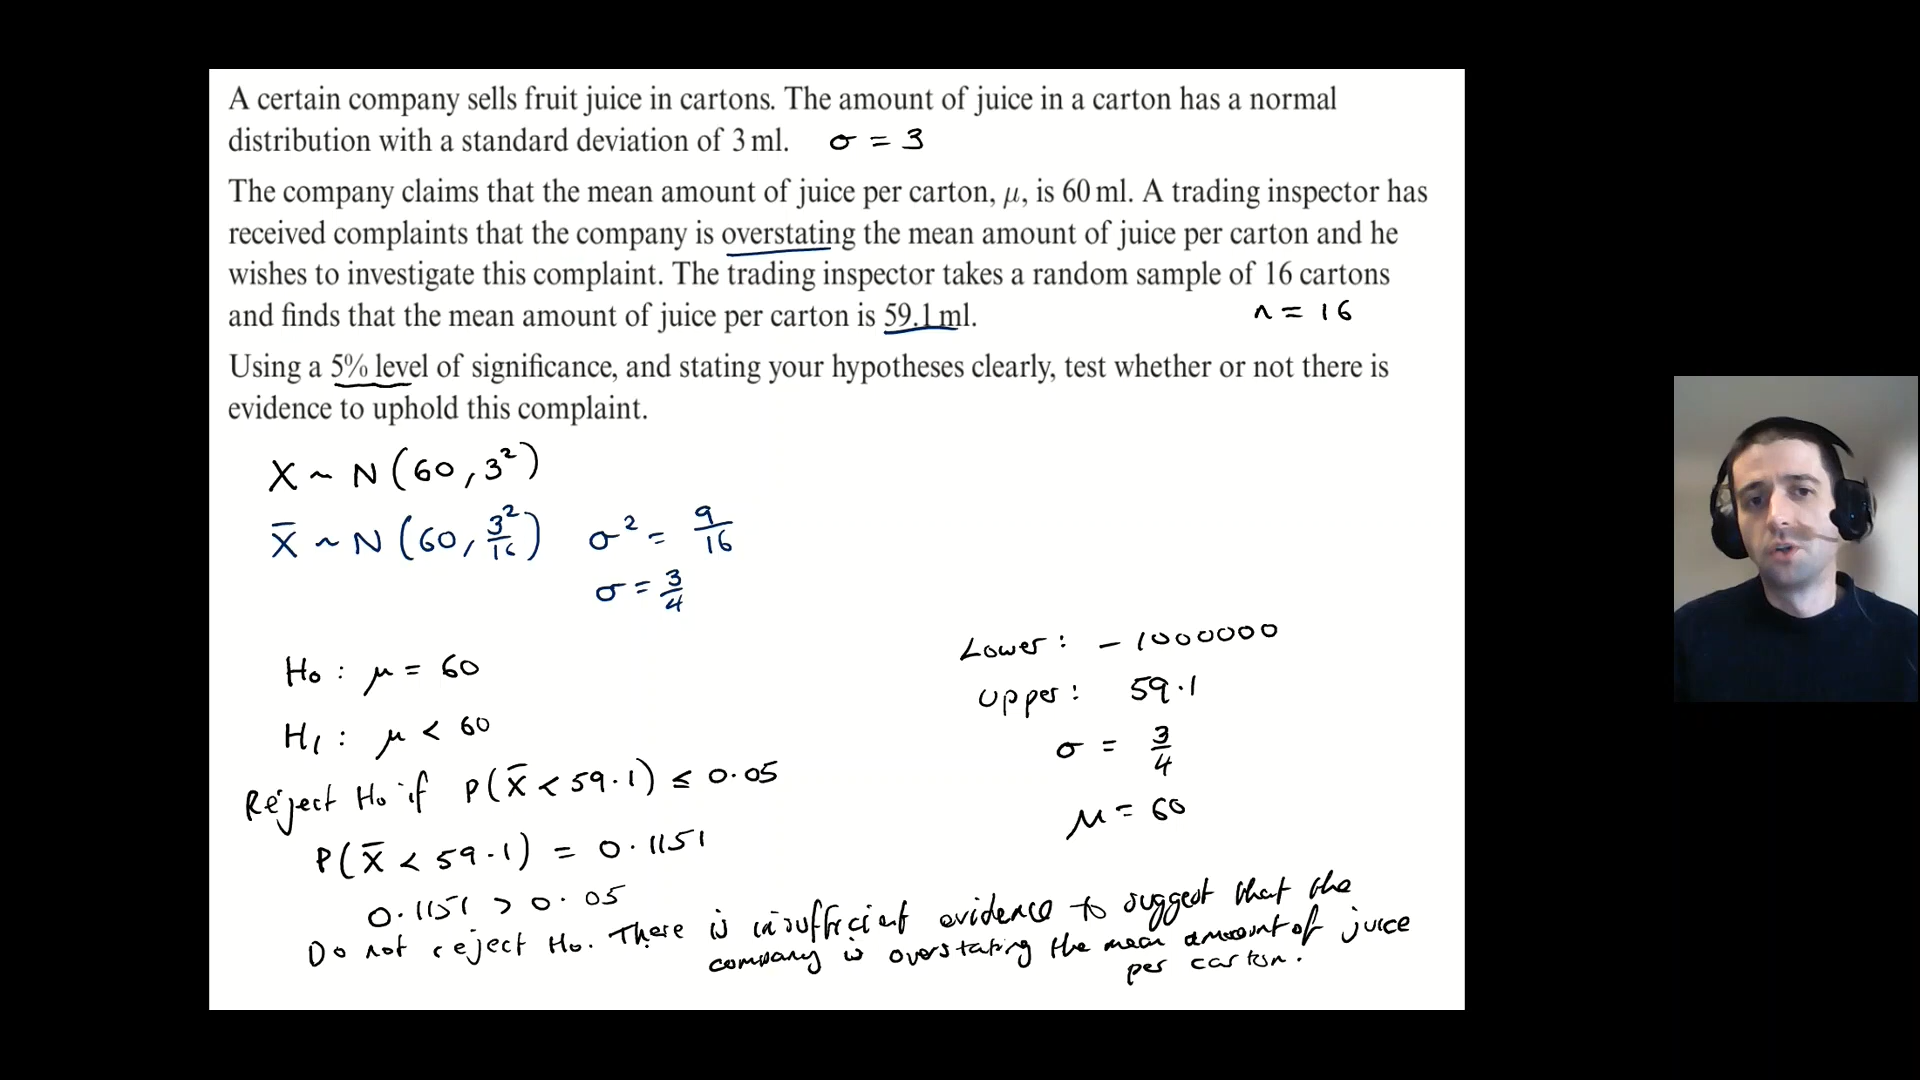 A certain company sells fruit juice in cartons. The amount of juice in a carton has a normal
distribution with a standard deviation of 3 ml. σ = 3
The company claims that the mean amount of juice per carton, μ, is 60 ml. A trading inspector has
received complaints that the company is overstating the mean amount of juice per carton and he
wishes to investigate this complaint. The trading inspector takes a random sample of 16 cartons
and finds that the mean amount of juice per carton is 59.1 ml. n = 16
Using a 5% level of significance, and stating your hypotheses clearly, test whether or not there is
evidence to uphold this complaint.
X ~ N(60, 3²)
X̄ ~ N(60, 3²/16) σ² = 9/16
σ = 3/4
H₀ : μ = 60
H₁ : μ < 60
Reject H₀ if P(X̄ < 59.1) ≤ 0.05
P(X̄ < 59.1) = 0.1151
0.1151 > 0.05
Do not reject H₀. There is insufficient evidence to suggest that the
company is overstating the mean amount of juice
per carton.
Lower : -1000000
Upper : 59.1
σ = 3/4
μ = 60